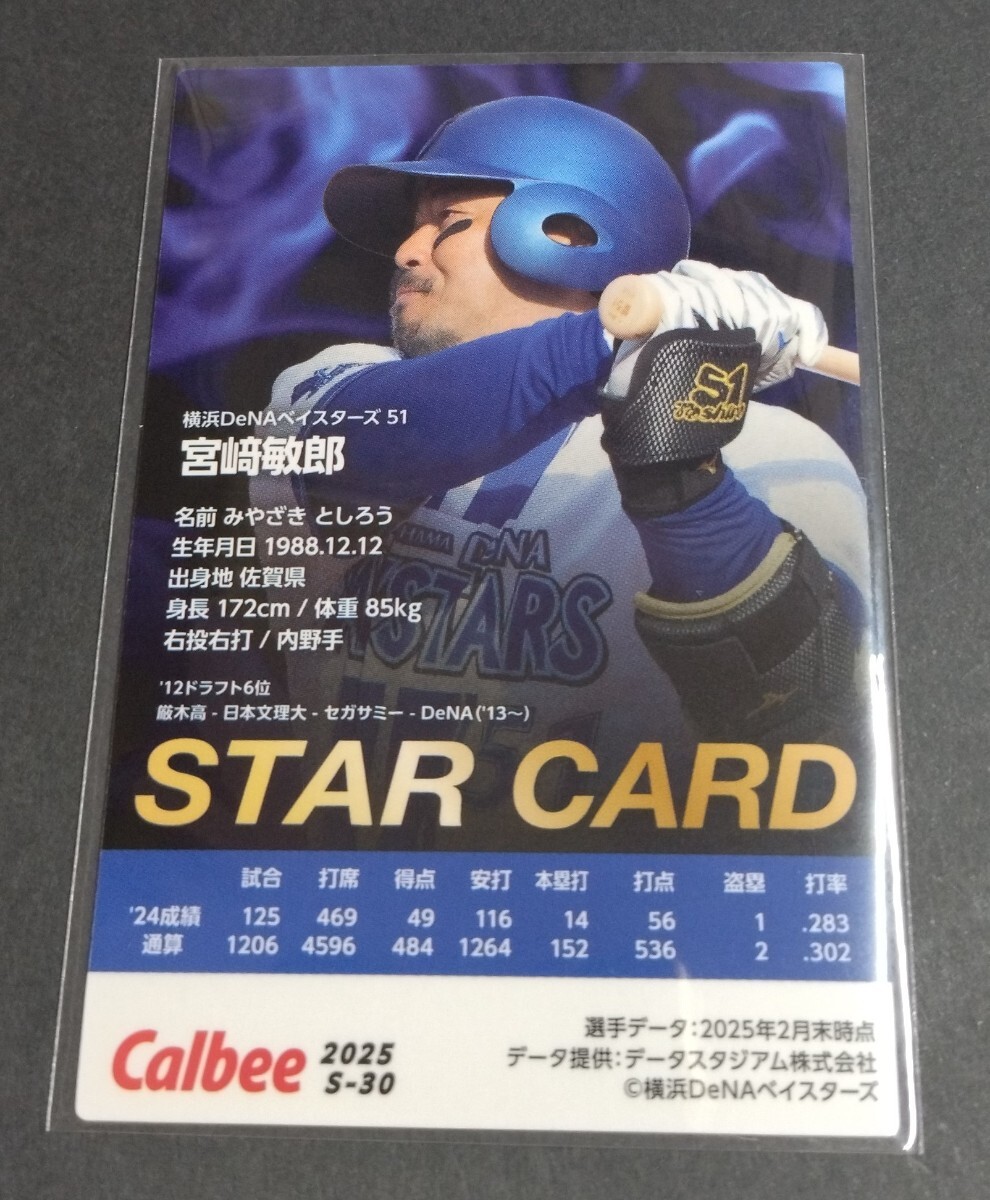 51
Toshiro
横浜DeNAベイスターズ 51
宮﨑敏郎
名前 みやざき としろう
生年月日 1988.12.12
出身地 佐賀県
身長 172cm / 体重 85kg
右投右打 / 内野手
HAMA DeNA
YSTARS
51
'12ドラフト6位
厳木高 - 日本文理大 - セガサミー - DeNA('13〜)
STAR CARD
試合 打席 得点 安打 本塁打 打点 盗塁 打率
'24成績 125 469 49 116 14 56 1 .283
通算 1206 4596 484 1264 152 536 2 .302
Calbee 2025
S-30
選手データ:2025年2月末時点
データ提供:データスタジアム株式会社
©横浜DeNAベイスターズ